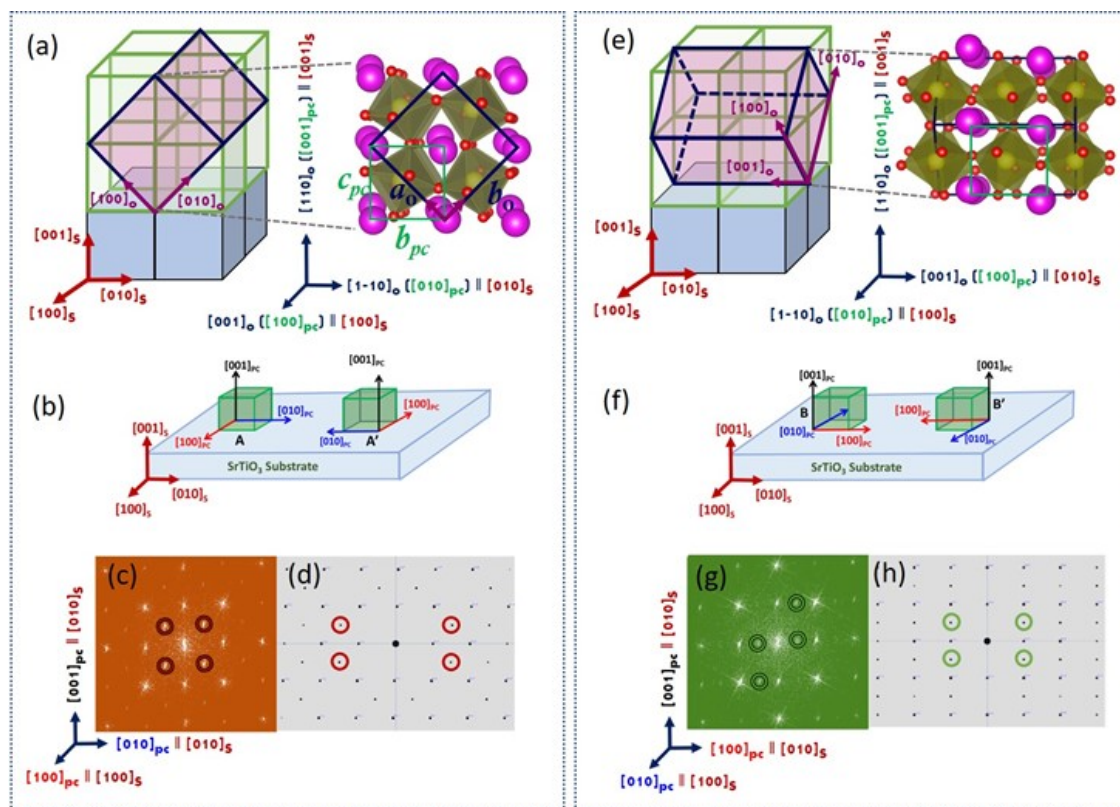 (a)
[100]o
[010]o
[001]S
[010]S
[100]S
[110]o ([001]pc) ∥ [001]S
cpc
ao
bo
bpc
[1-10]o ([010]pc) ∥ [010]S
[001]o ([100]pc) ∥ [100]S
(b)
[001]PC
[010]PC
[100]PC
A
[001]PC
[100]PC
[010]PC
A'
[001]S
SrTiO3 Substrate
[010]S
[100]S
(c)
(d)
[001]pc ∥ [010]S
[010]pc ∥ [010]S
[100]pc ∥ [100]S
(e)
[010]o
[100]o
[001]o
[001]S
[010]S
[100]S
[110]o ([001]pc) ∥ [001]S
[001]o ([100]pc) ∥ [010]S
[1-10]o ([010]pc) ∥ [100]S
(f)
[001]PC
B
[010]PC
[100]PC
[001]PC
B'
[100]PC
[010]PC
[001]S
SrTiO3 Substrate
[010]S
[100]S
(g)
(h)
[001]pc ∥ [010]S
[100]pc ∥ [010]S
[010]pc ∥ [100]S